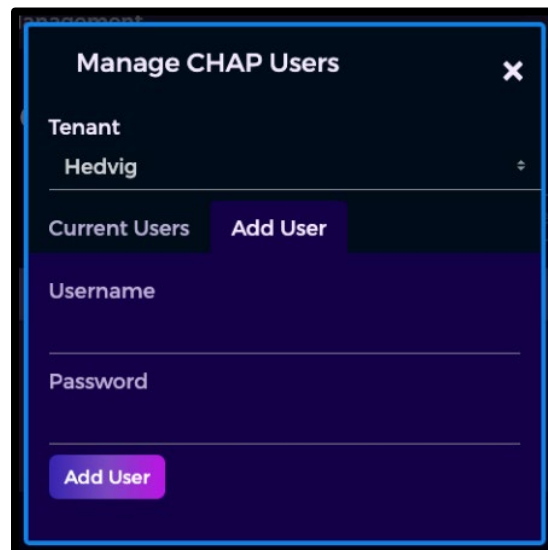 Manage CHAP Users
×
Tenant
Hedvig
Current Users Add User
Username
Password
Add User